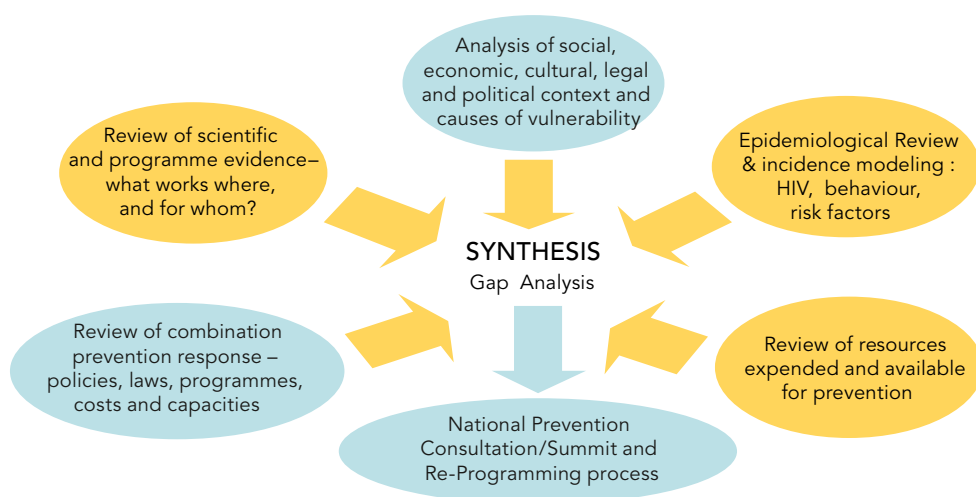 Analysis of social,
economic, cultural, legal
and political context and
causes of vulnerability
Review of scientific
and programme evidence–
what works where,
and for whom?
Epidemiological Review
& incidence modeling :
HIV, behaviour,
risk factors
SYNTHESIS
Gap Analysis
Review of combination
prevention response –
policies, laws, programmes,
costs and capacities
Review of resources
expended and available
for prevention
National Prevention
Consultation/Summit and
Re-Programming process